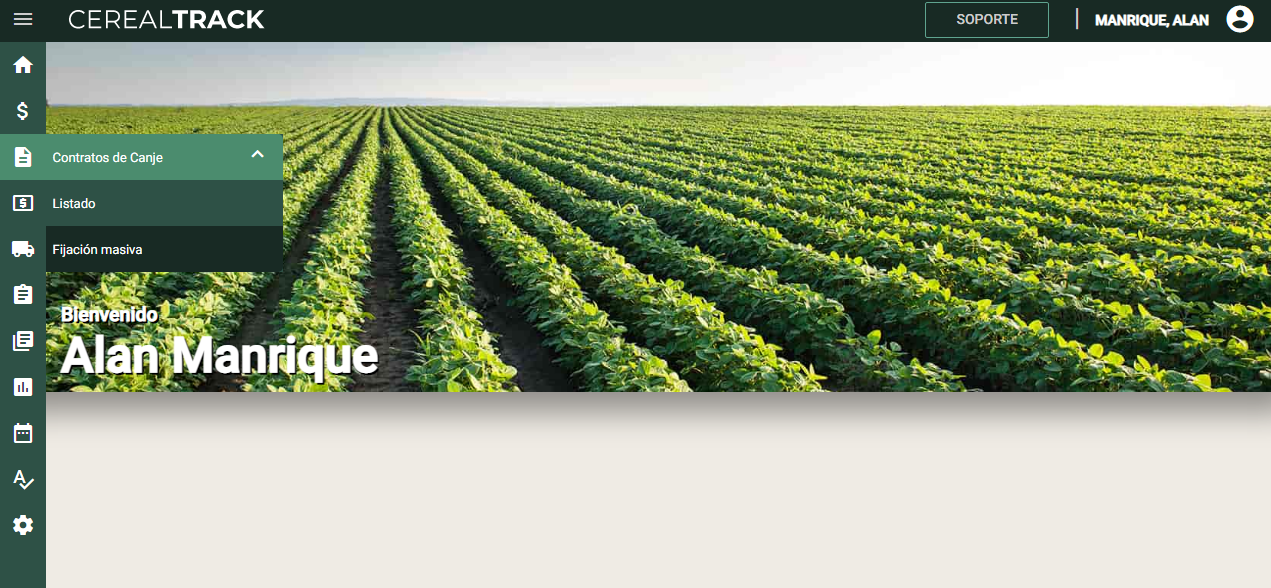 CEREALTRACK
SOPORTE
MANRIQUE, ALAN
Contratos de Canje
Listado
Fijación masiva
Bienvenido
Alan Manrique